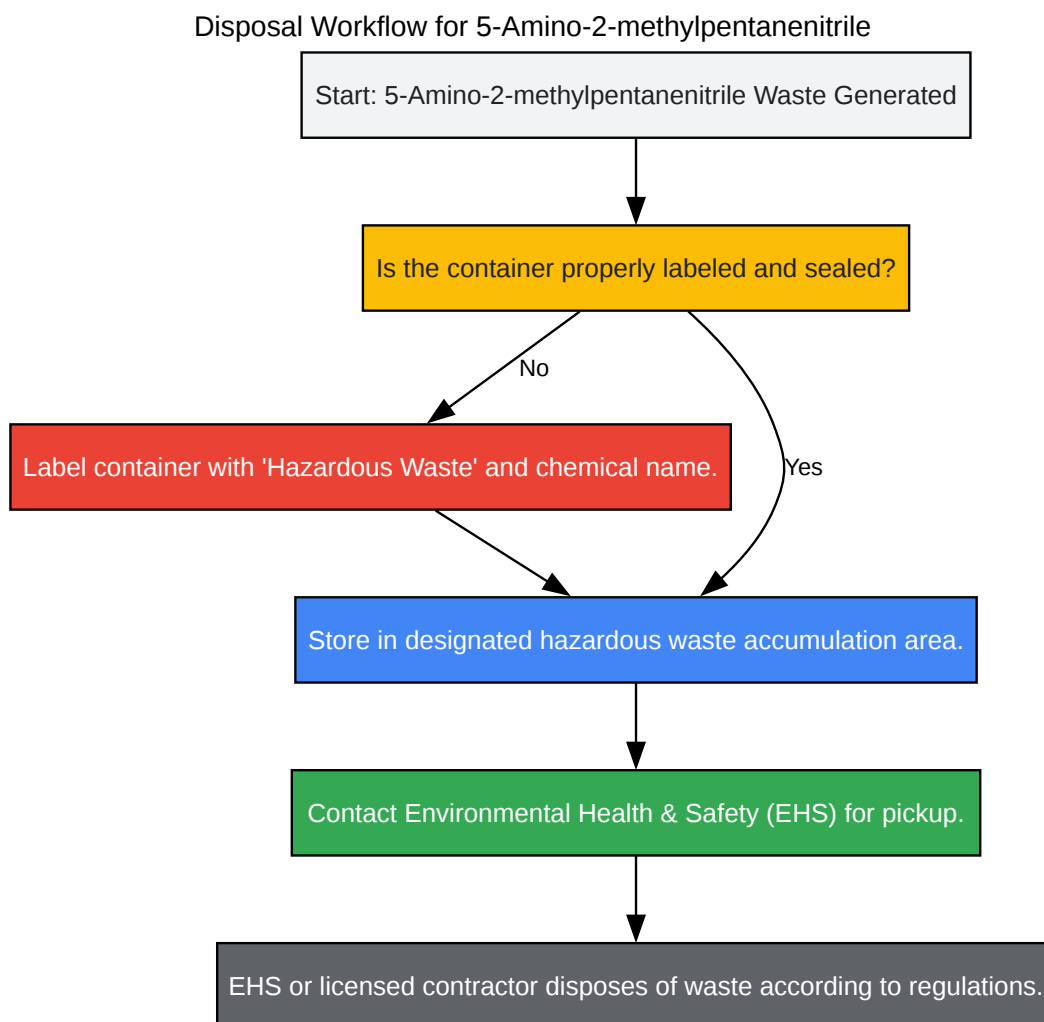 Disposal Workflow for 5-Amino-2-methylpentanenitrile
Start: 5-Amino-2-methylpentanenitrile Waste Generated
Is the container properly labeled and sealed?
No
Label container with 'Hazardous Waste' and chemical name.
Yes
Store in designated hazardous waste accumulation area.
Contact Environmental Health & Safety (EHS) for pickup.
EHS or licensed contractor disposes of waste according to regulations.